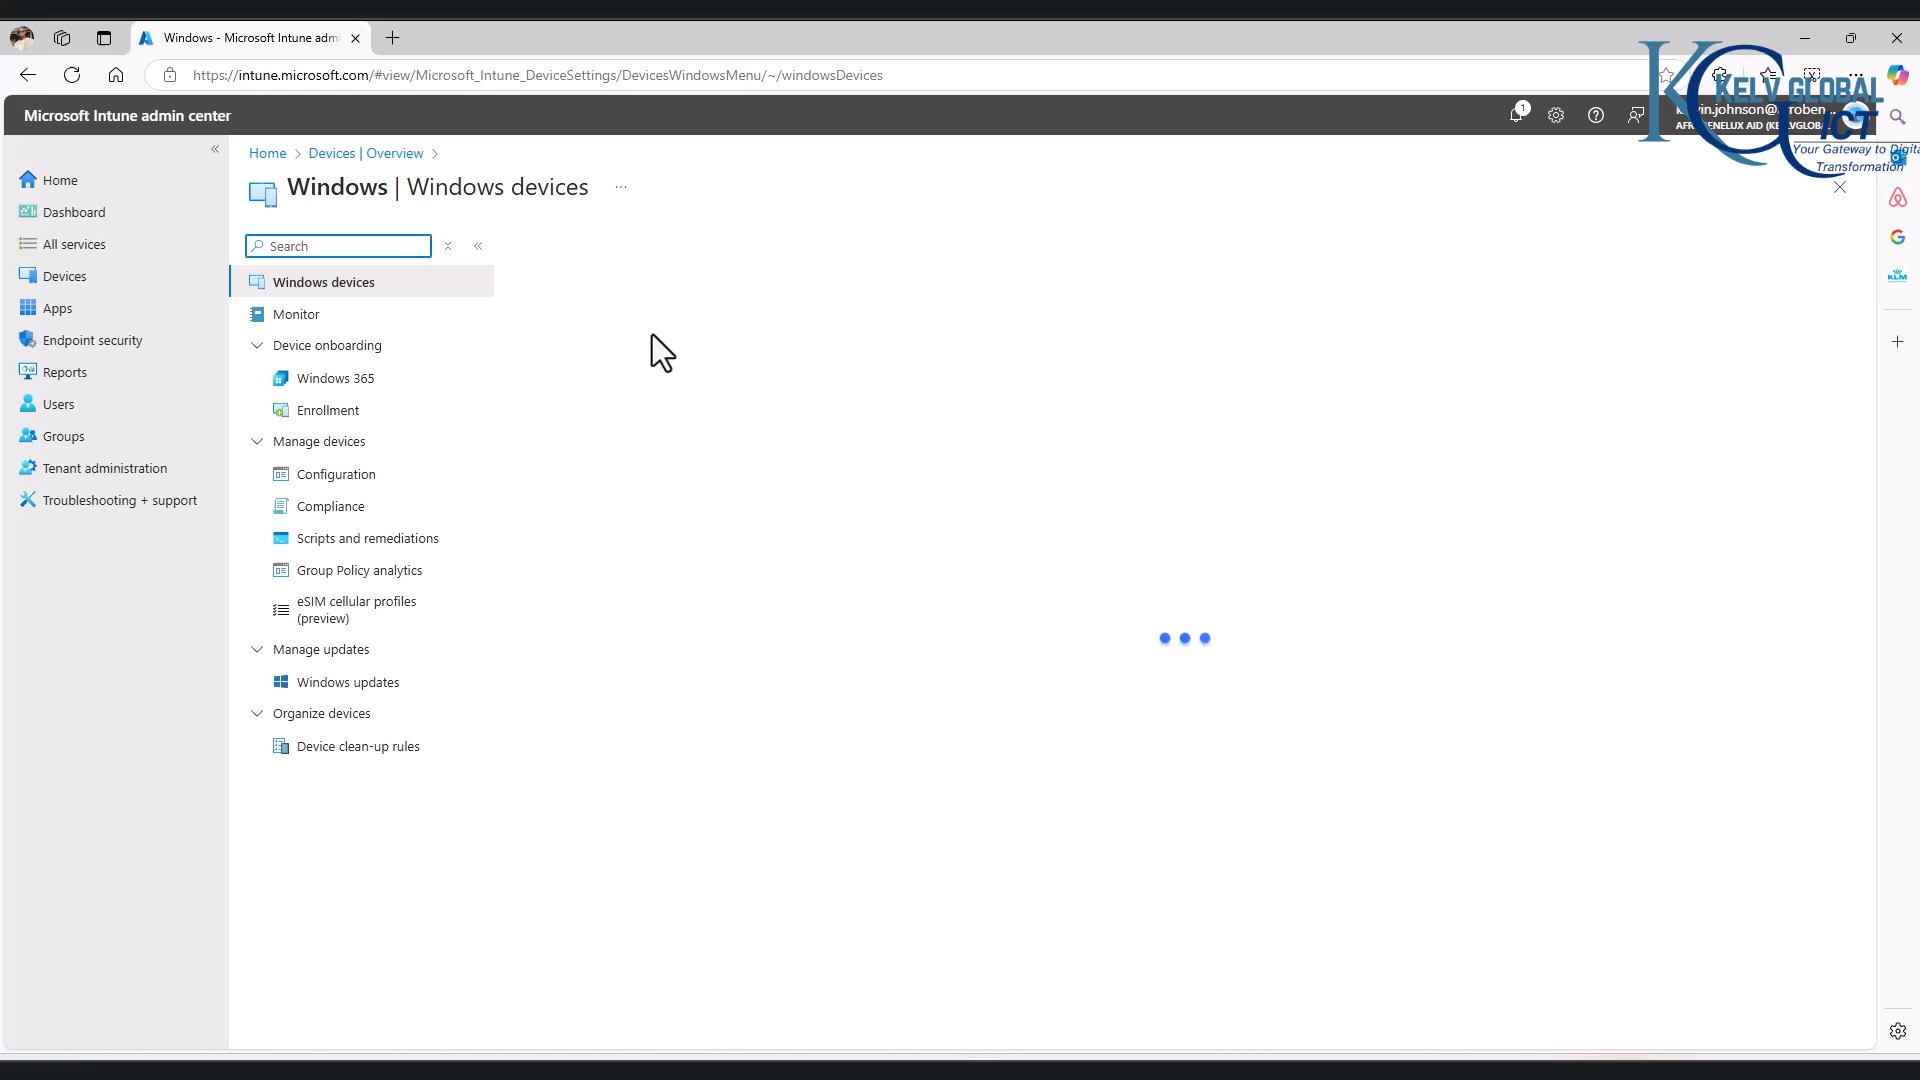 Windows - Microsoft Intune adm
https://intune.microsoft.com/#view/Microsoft_Intune_DeviceSettings/DevicesWindowsMenu/~/windowsDevices
Microsoft Intune admin center
1
KELV GLOBAL
ICT
Your Gateway to Digita
Transformation
Home > Devices | Overview >
Windows | Windows devices
Search
Home
Dashboard
All services
Devices
Apps
Endpoint security
Reports
Users
Groups
Tenant administration
Troubleshooting + support
Windows devices
Monitor
Device onboarding
Windows 365
Enrollment
Manage devices
Configuration
Compliance
Scripts and remediations
Group Policy analytics
eSIM cellular profiles
(preview)
Manage updates
Windows updates
Organize devices
Device clean-up rules
KLM